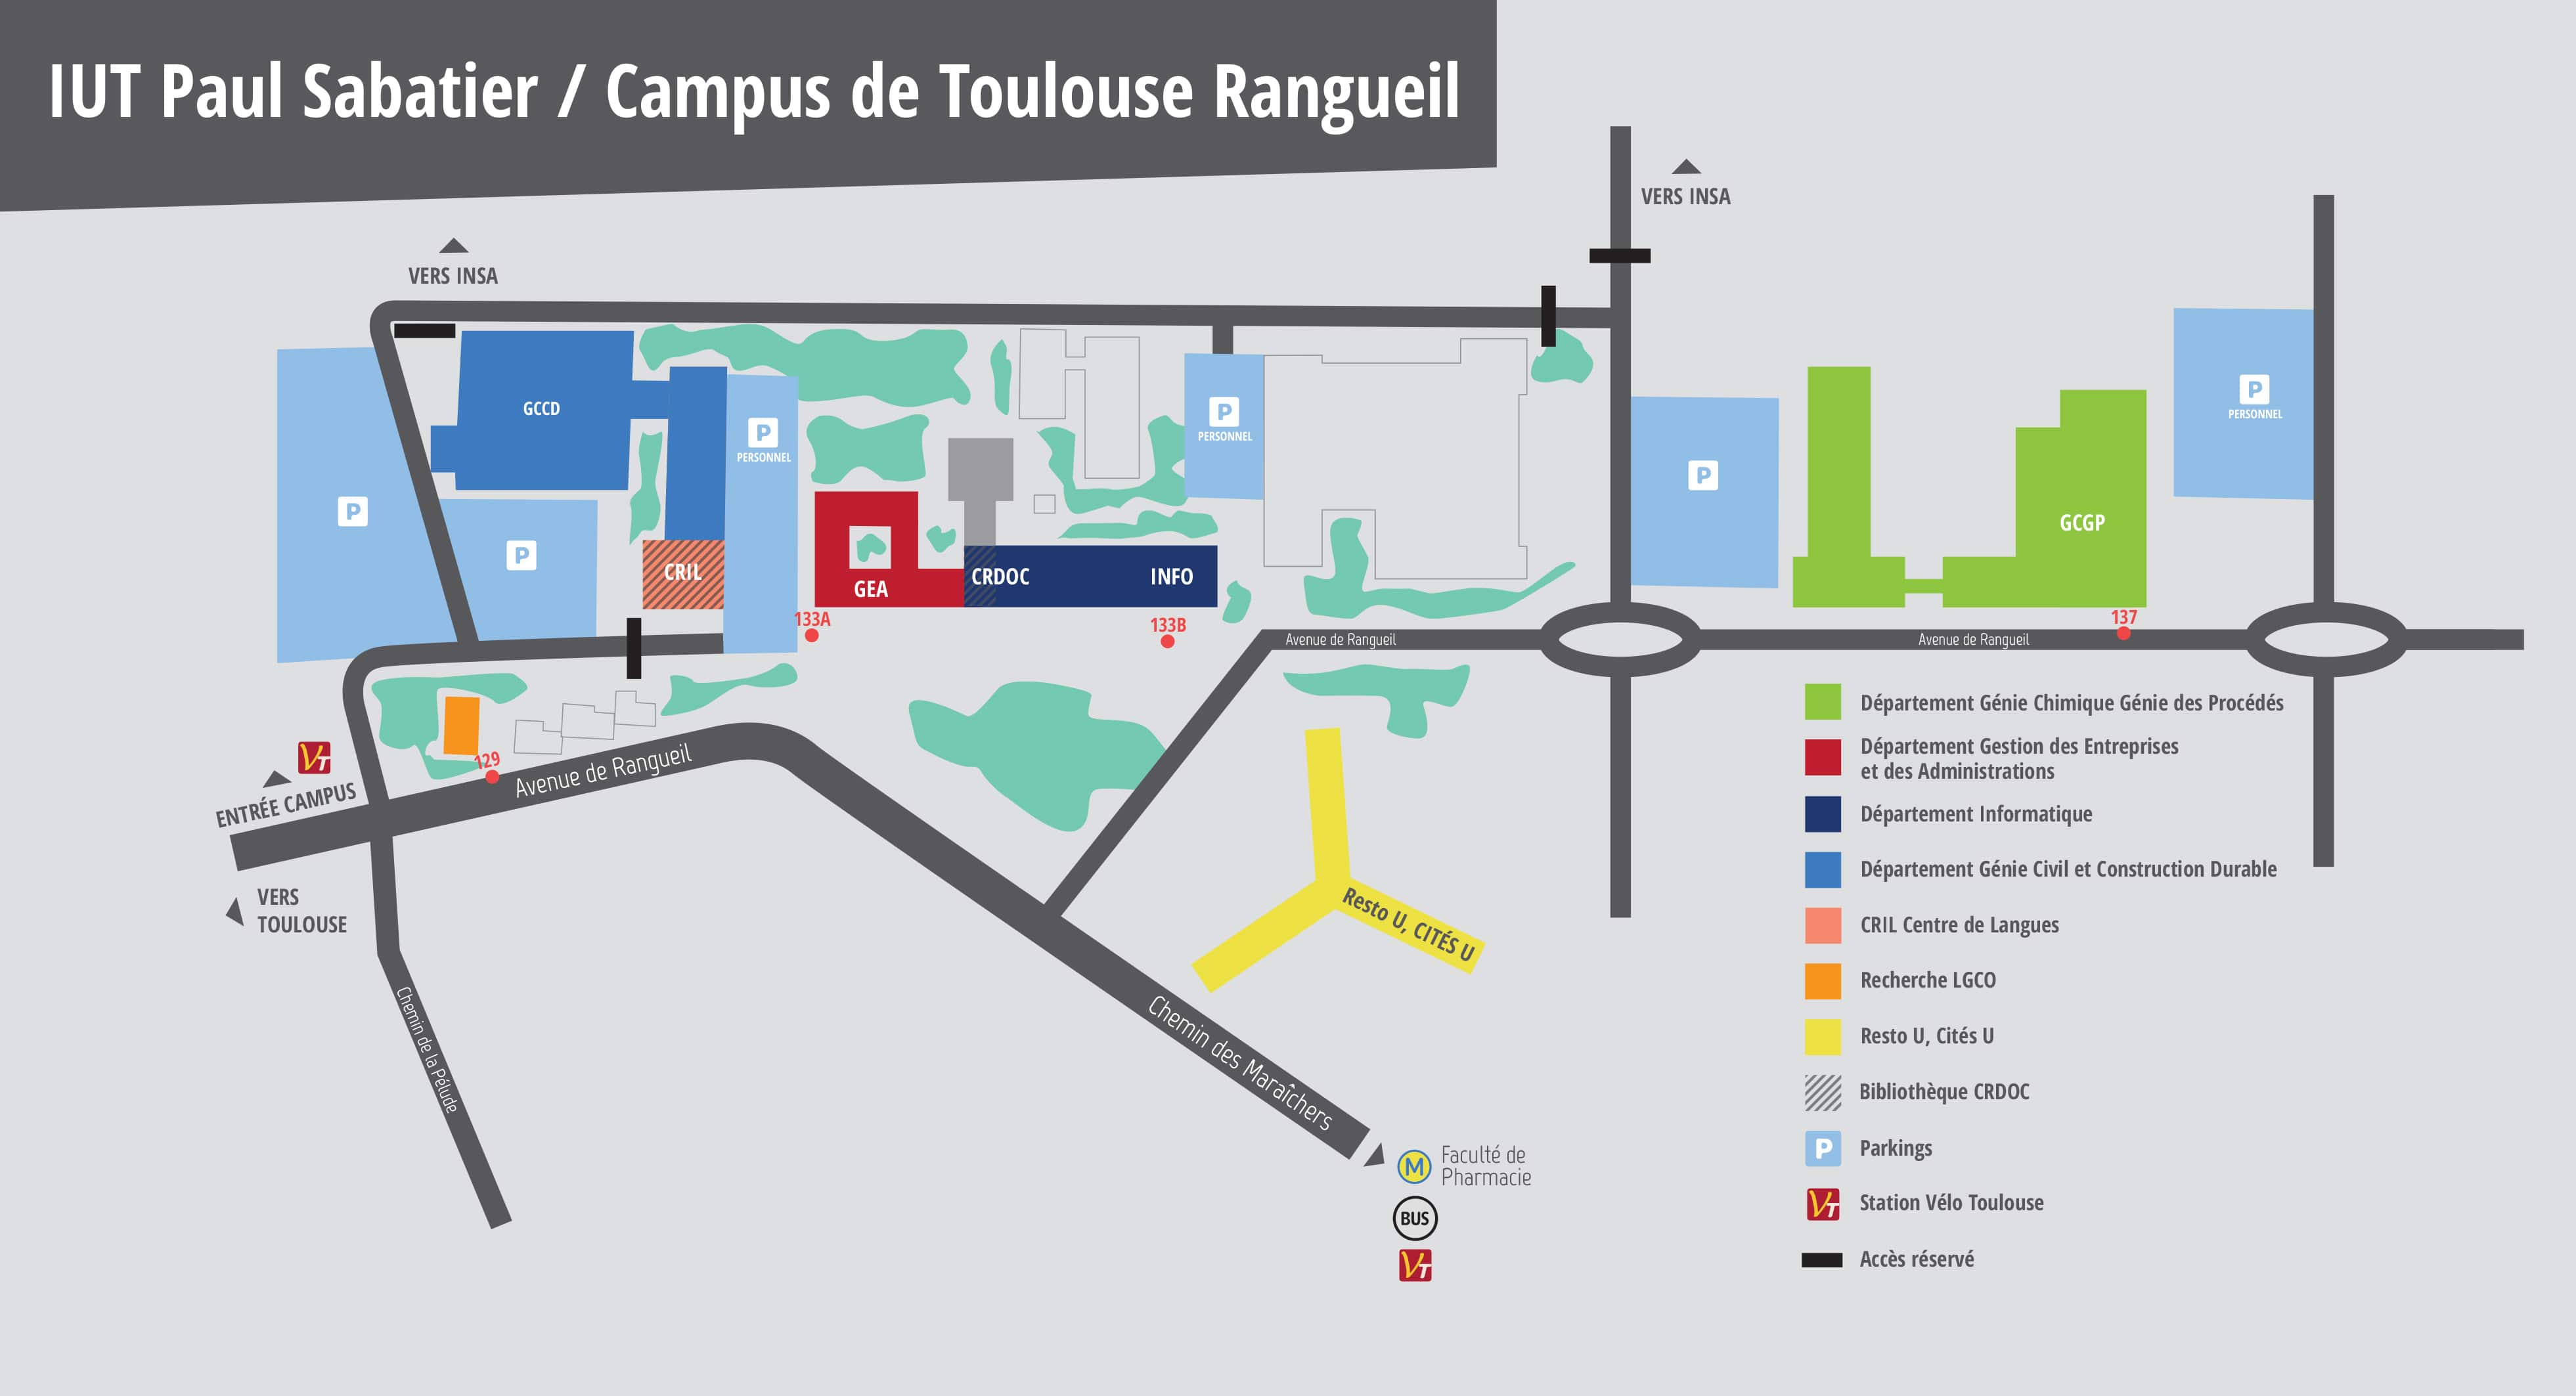 IUT Paul Sabatier / Campus de Toulouse Rangueil
VERS INSA
VERS INSA
GCCD
P
PERSONNEL
P
PERSONNEL
P
PERSONNEL
P
P
P
CRIL
GEA
CRDOC
INFO
GCGP
133A
133B
137
Avenue de Rangueil
Avenue de Rangueil
129
Avenue de Rangueil
VT
ENTRÉE CAMPUS
VERS
TOULOUSE
Chemin de la Pélude
Resto U, CITÉS U
Chemin des Maraîchers
M
Faculté de
Pharmacie
BUS
VT
Département Génie Chimique Génie des Procédés
Département Gestion des Entreprises
et des Administrations
Département Informatique
Département Génie Civil et Construction Durable
CRIL Centre de Langues
Recherche LGCO
Resto U, Cités U
Bibliothèque CRDOC
P
Parkings
VT
Station Vélo Toulouse
Accès réservé